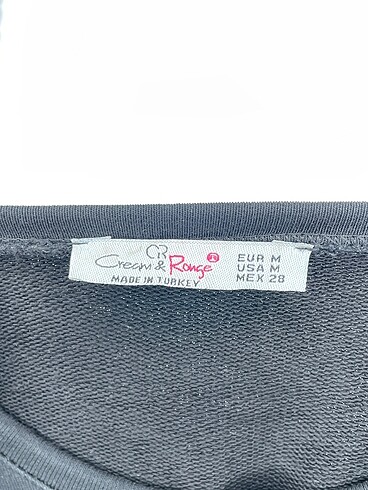 CR
Cream & Rouge
MADE IN TURKEY
EUR M
USA M
MEX 28